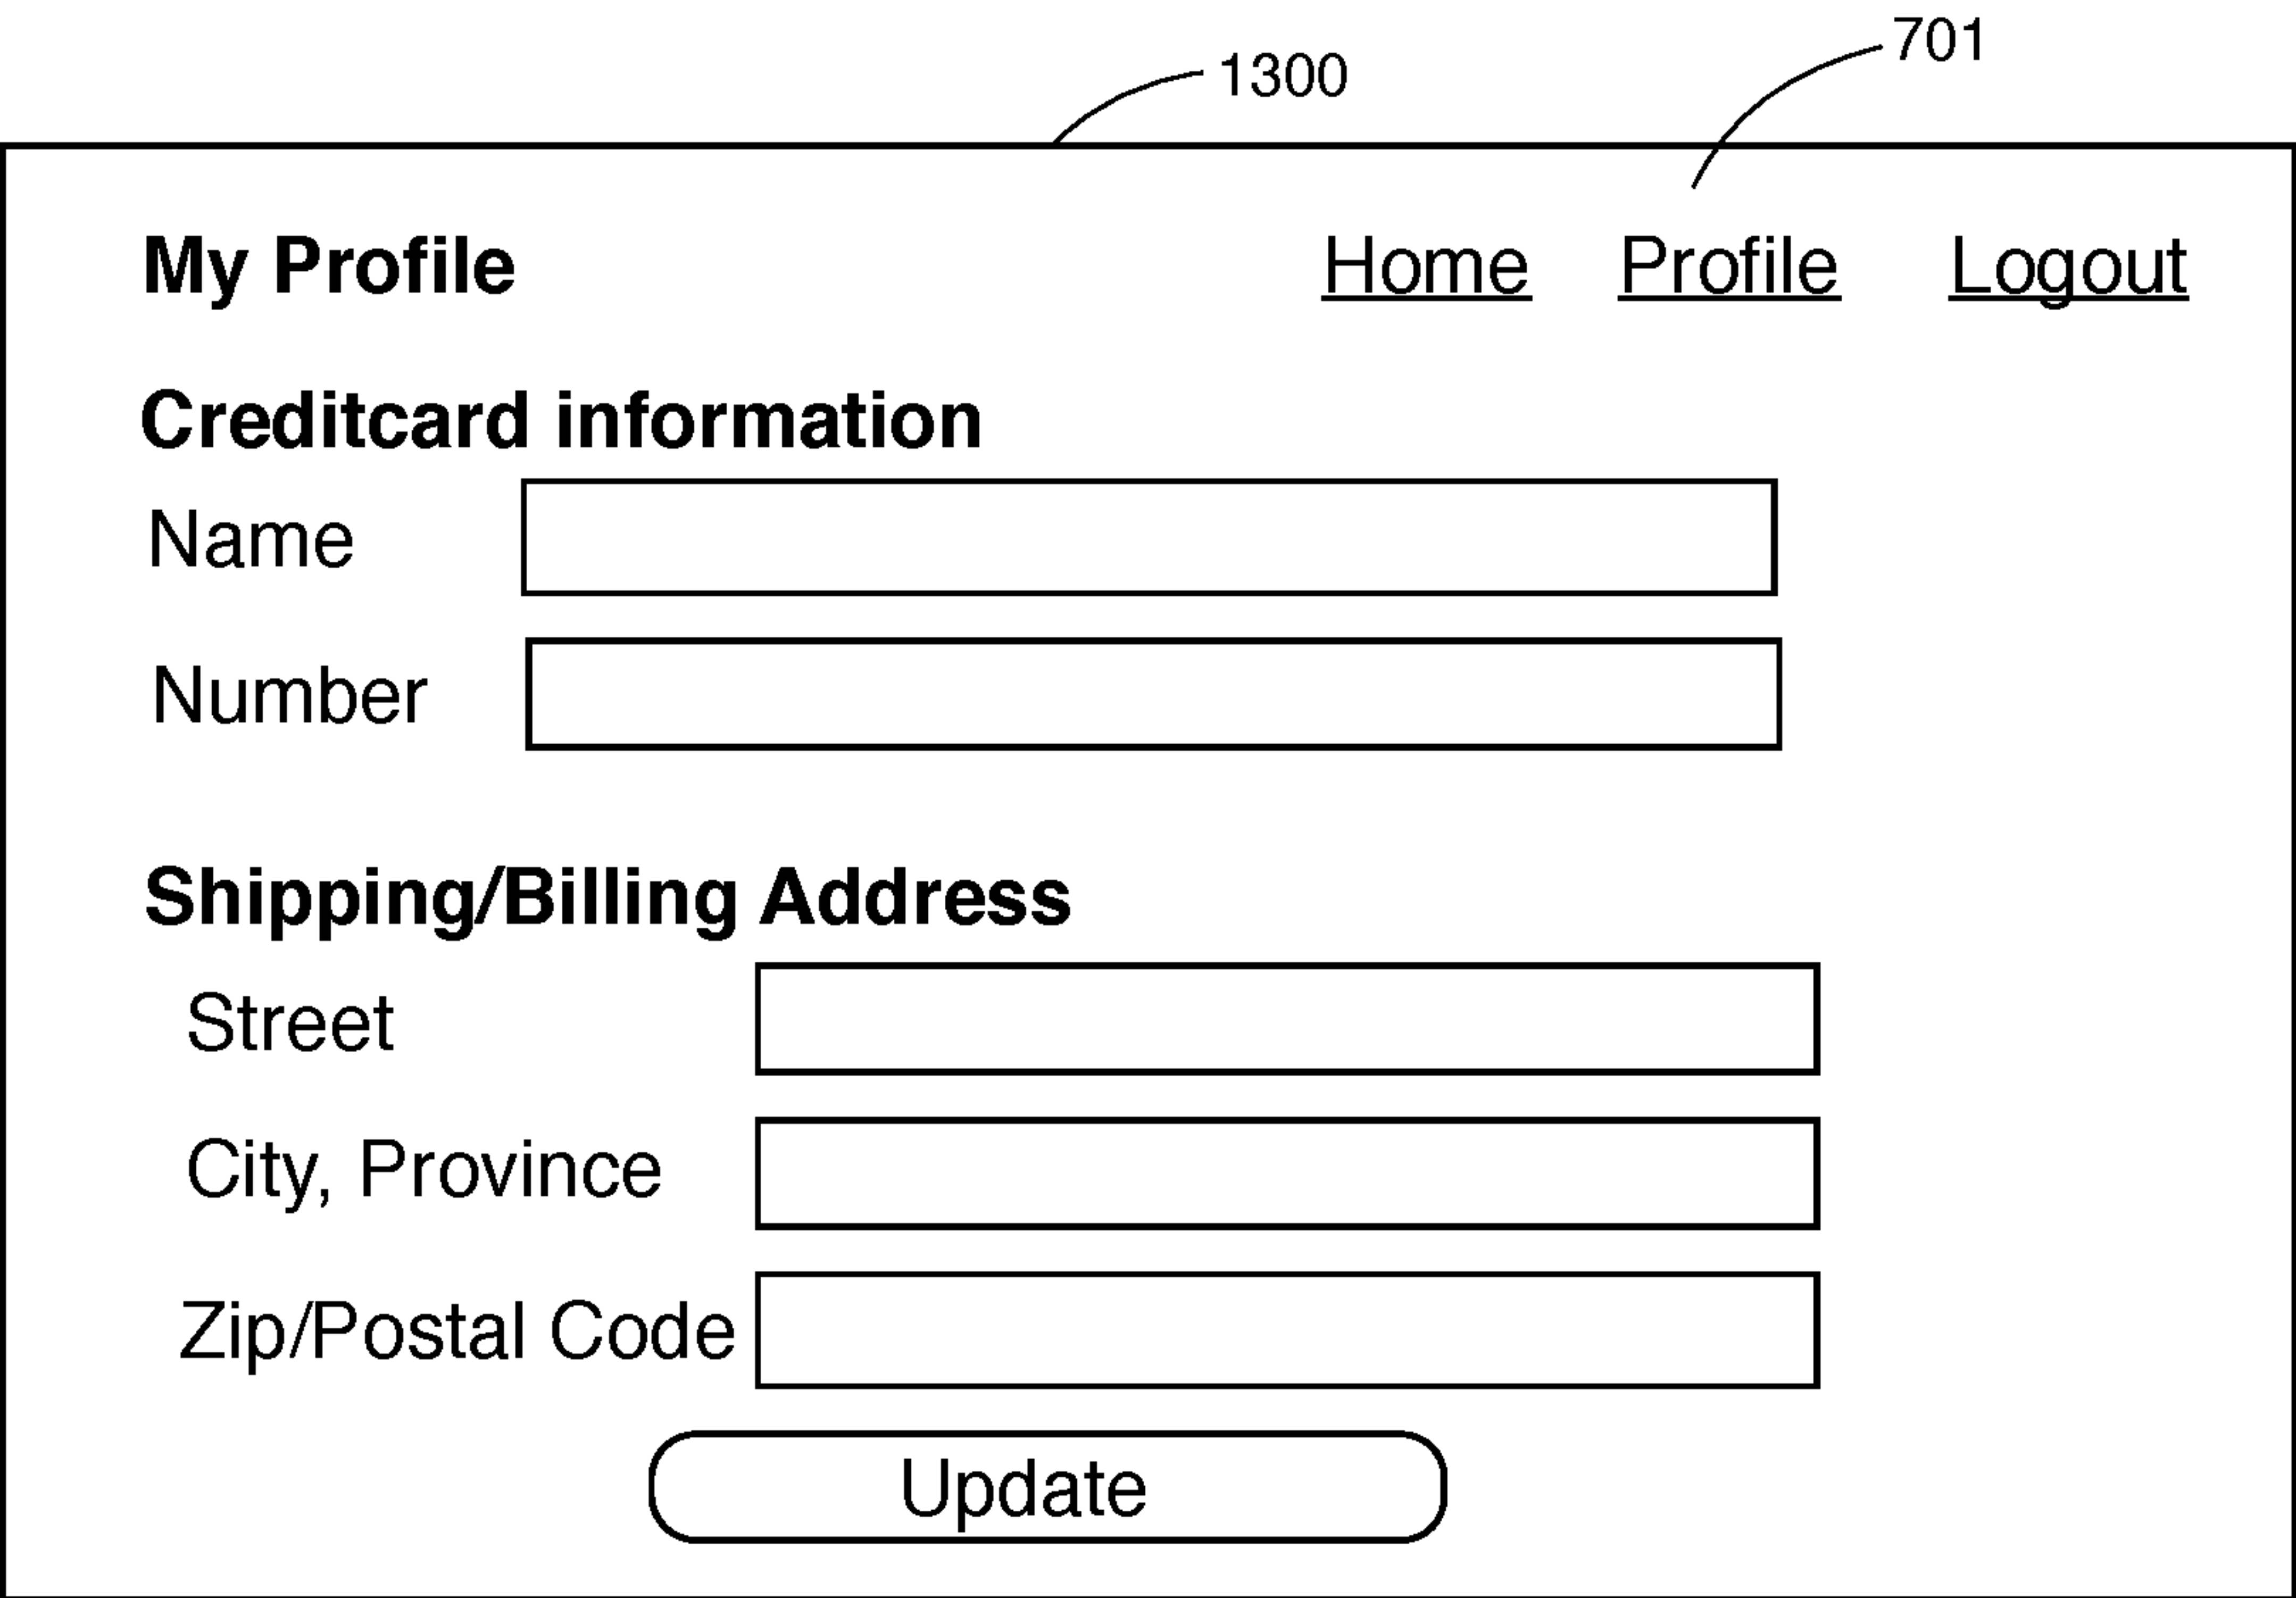 1300
701
My Profile Home Profile Logout
Creditcard information
Name
Number
Shipping/Billing Address
Street
City, Province
Zip/Postal Code
Update